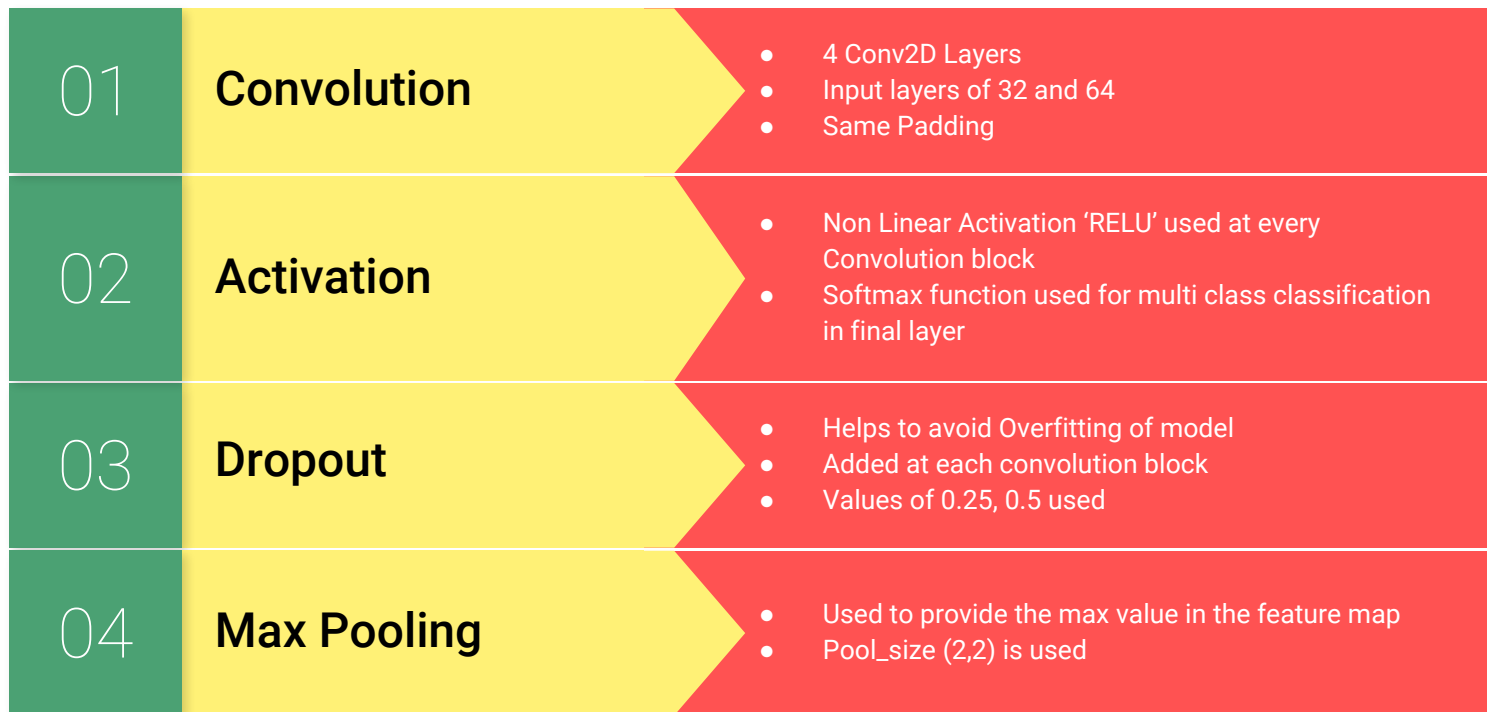 01
Convolution
● 4 Conv2D Layers
● Input layers of 32 and 64
● Same Padding
02
Activation
● Non Linear Activation ‘RELU’ used at every
Convolution block
● Softmax function used for multi class classification
in final layer
03
Dropout
● Helps to avoid Overfitting of model
● Added at each convolution block
● Values of 0.25, 0.5 used
04
Max Pooling
● Used to provide the max value in the feature map
● Pool_size (2,2) is used